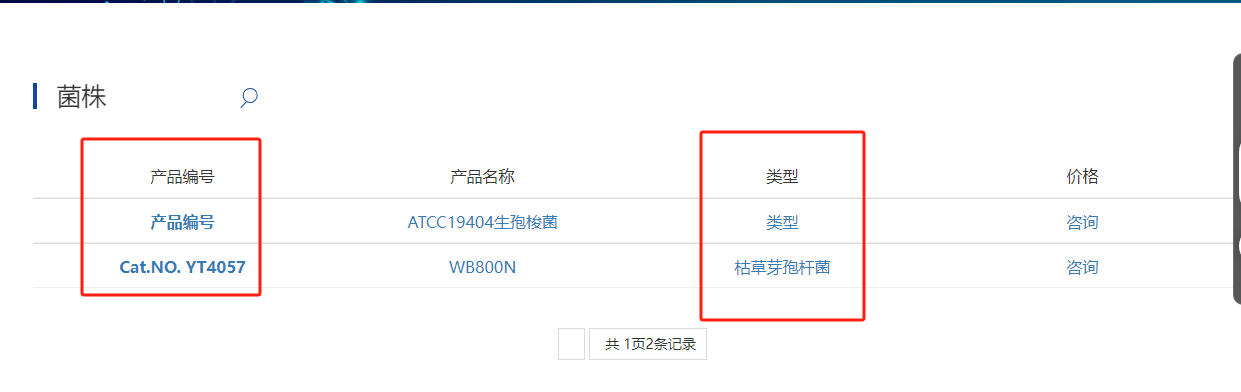 菌株
产品编号 产品名称 类型 价格
产品编号 ATCC19404生孢梭菌 类型 咨询
Cat.NO. YT4057 WB800N 枯草芽孢杆菌 咨询
共 1页2条记录